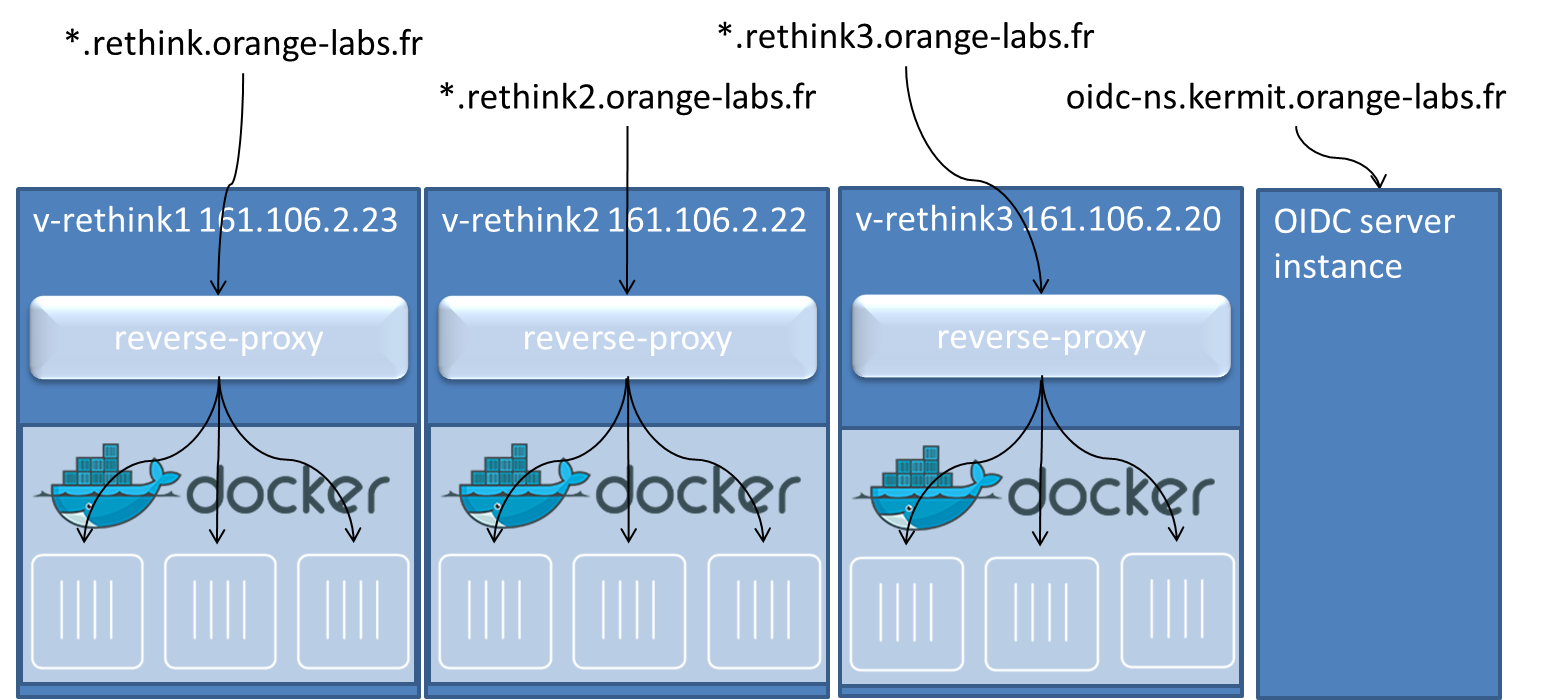 *.rethink.orange-labs.fr
*.rethink2.orange-labs.fr
*.rethink3.orange-labs.fr
oidc-ns.kermit.orange-labs.fr
v-rethink1 161.106.2.23
v-rethink2 161.106.2.22
v-rethink3 161.106.2.20
OIDC server
instance
reverse-proxy
reverse-proxy
reverse-proxy
docker
docker
docker